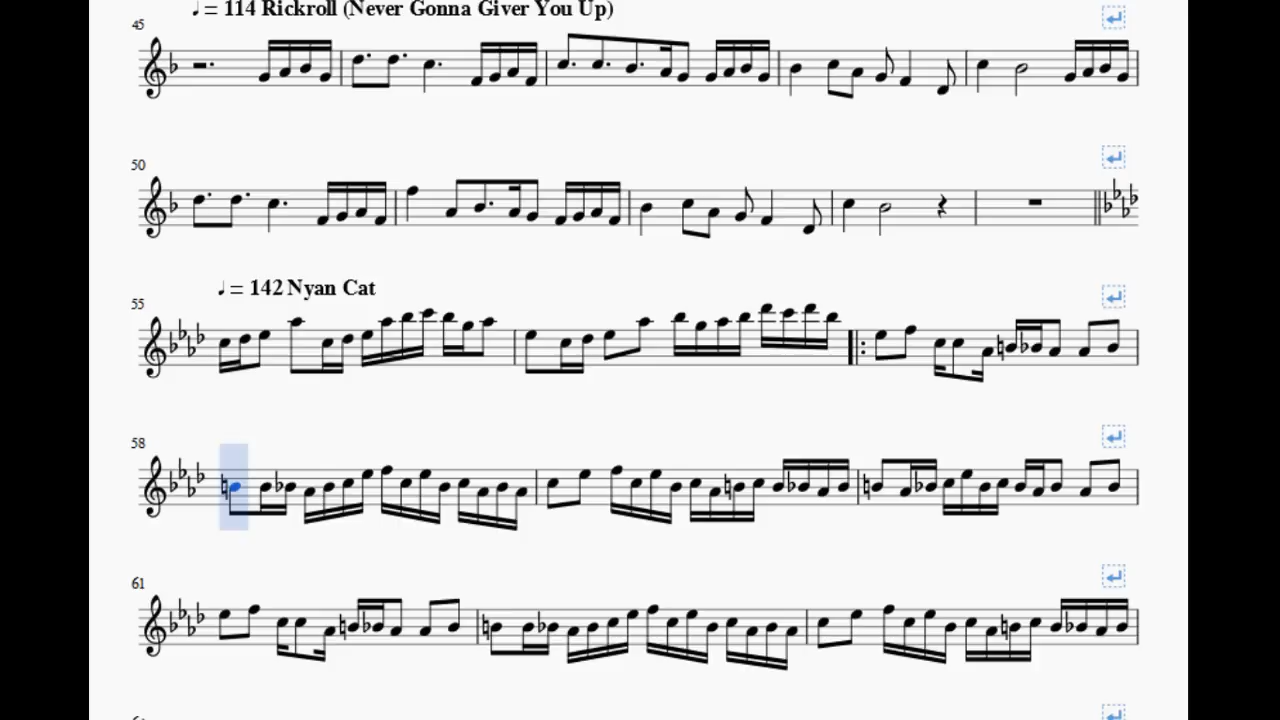 ♩ = 114 Rickroll (Never Gonna Giver You Up)
45
50
♩ = 142 Nyan Cat
55
58
61